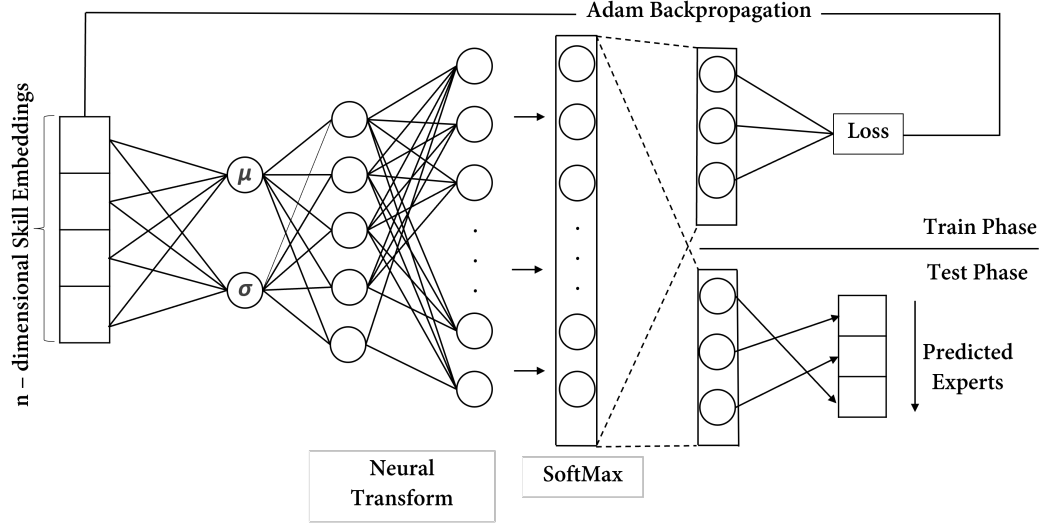 Adam Backpropagation
n – dimensional Skill Embeddings
μ
σ
Loss
Train Phase
Test Phase
Predicted
Experts
Neural
Transform
SoftMax